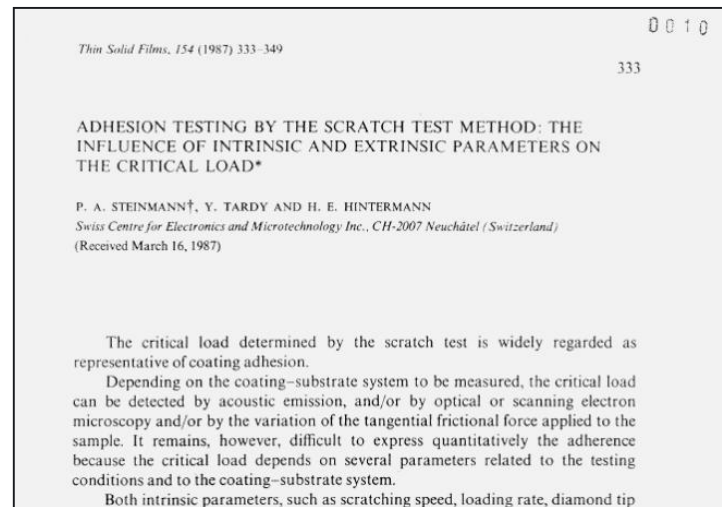 0010
Thin Solid Films, 154 (1987) 333–349
333
ADHESION TESTING BY THE SCRATCH TEST METHOD: THE
INFLUENCE OF INTRINSIC AND EXTRINSIC PARAMETERS ON
THE CRITICAL LOAD*
P. A. STEINMANN†, Y. TARDY AND H. E. HINTERMANN
Swiss Centre for Electronics and Microtechnology Inc., CH-2007 Neuchâtel (Switzerland)
(Received March 16, 1987)
The critical load determined by the scratch test is widely regarded as
representative of coating adhesion.
Depending on the coating–substrate system to be measured, the critical load
can be detected by acoustic emission, and/or by optical or scanning electron
microscopy and/or by the variation of the tangential frictional force applied to the
sample. It remains, however, difficult to express quantitatively the adherence
because the critical load depends on several parameters related to the testing
conditions and to the coating–substrate system.
Both intrinsic parameters, such as scratching speed, loading rate, diamond tip